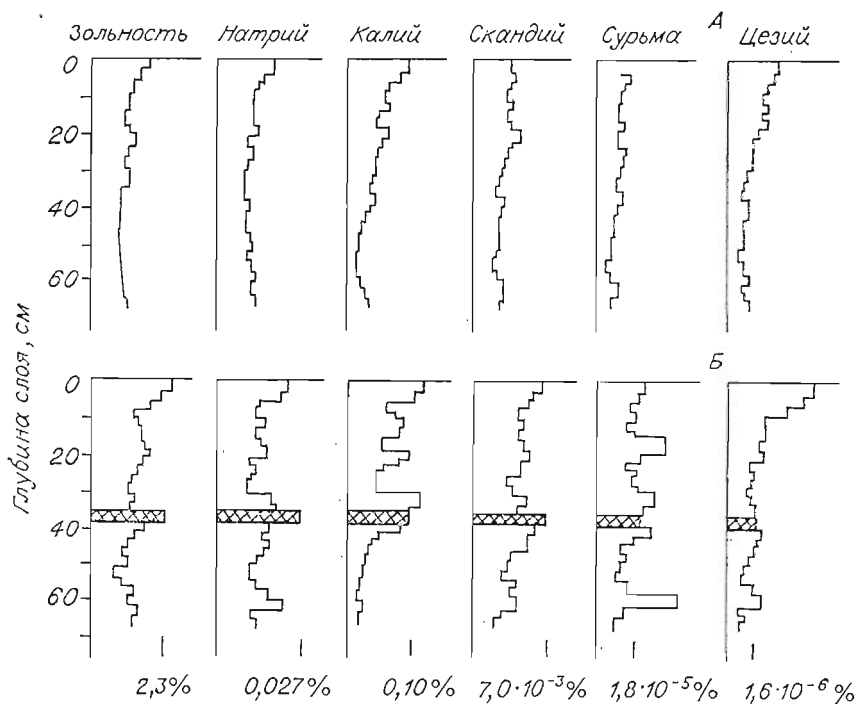 А
Зольность Натрий Калий Скандий Сурьма Цезий
0
20
40
60
Глубина слоя, см
Б
0
20
40
60
2,3% 0,027% 0,10% 7,0·10⁻³% 1,8·10⁻⁵% 1,6·10⁻⁶%